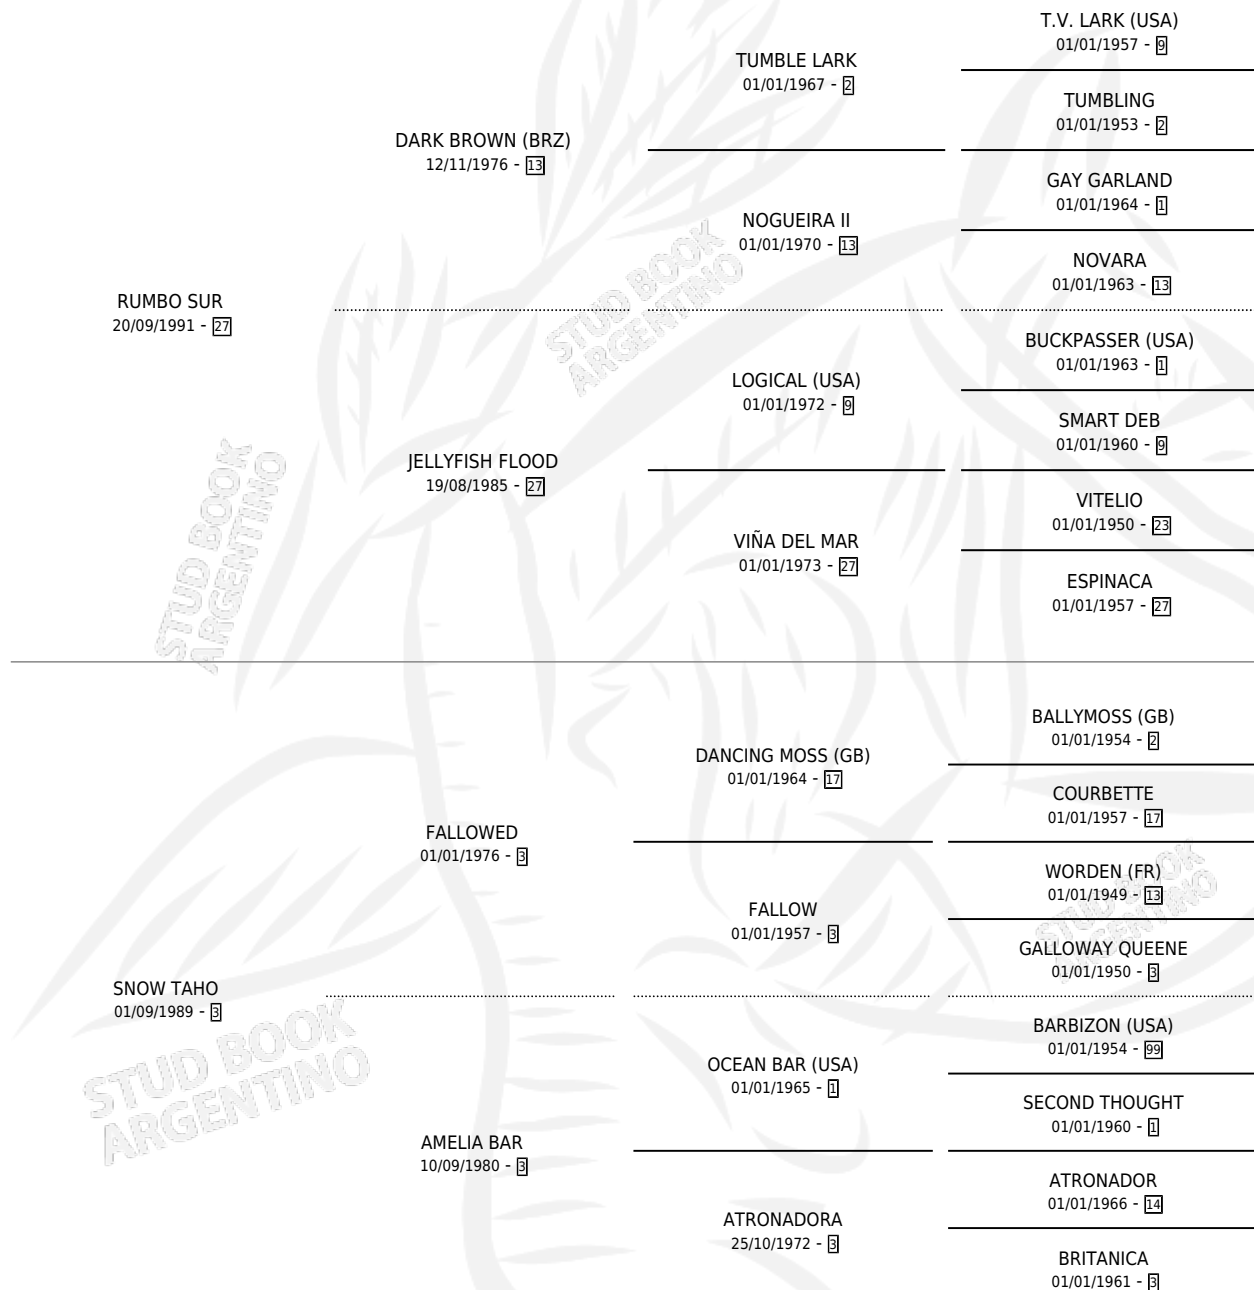 T.V. LARK (USA)
01/01/1957 - 9
TUMBLE LARK
01/01/1967 - 2
TUMBLING
01/01/1953 - 2
DARK BROWN (BRZ)
12/11/1976 - 13
GAY GARLAND
01/01/1964 - 1
NOGUEIRA II
01/01/1970 - 13
NOVARA
01/01/1963 - 13
RUMBO SUR
20/09/1991 - 27
BUCKPASSER (USA)
01/01/1963 - 1
LOGICAL (USA)
01/01/1972 - 9
SMART DEB
01/01/1960 - 9
JELLYFISH FLOOD
19/08/1985 - 27
VITELIO
01/01/1950 - 23
VIÑA DEL MAR
01/01/1973 - 27
ESPINACA
01/01/1957 - 27
BALLYMOSS (GB)
01/01/1954 - 2
DANCING MOSS (GB)
01/01/1964 - 17
COURBETTE
01/01/1957 - 17
FALLOWED
01/01/1976 - 3
WORDEN (FR)
01/01/1949 - 13
FALLOW
01/01/1957 - 3
GALLOWAY QUEENE
01/01/1950 - 3
SNOW TAHO
01/09/1989 - 3
BARBIZON (USA)
01/01/1954 - 99
OCEAN BAR (USA)
01/01/1965 - 1
SECOND THOUGHT
01/01/1960 - 1
AMELIA BAR
10/09/1980 - 3
ATRONADOR
01/01/1966 - 14
ATRONADORA
25/10/1972 - 3
BRITANICA
01/01/1961 - 3
STUD BOOK
ARGENTINO
STUD BOOK
ARGENTINO
STUD BOOK
ARGENTINO
STUD BOOK
ARGENTINO